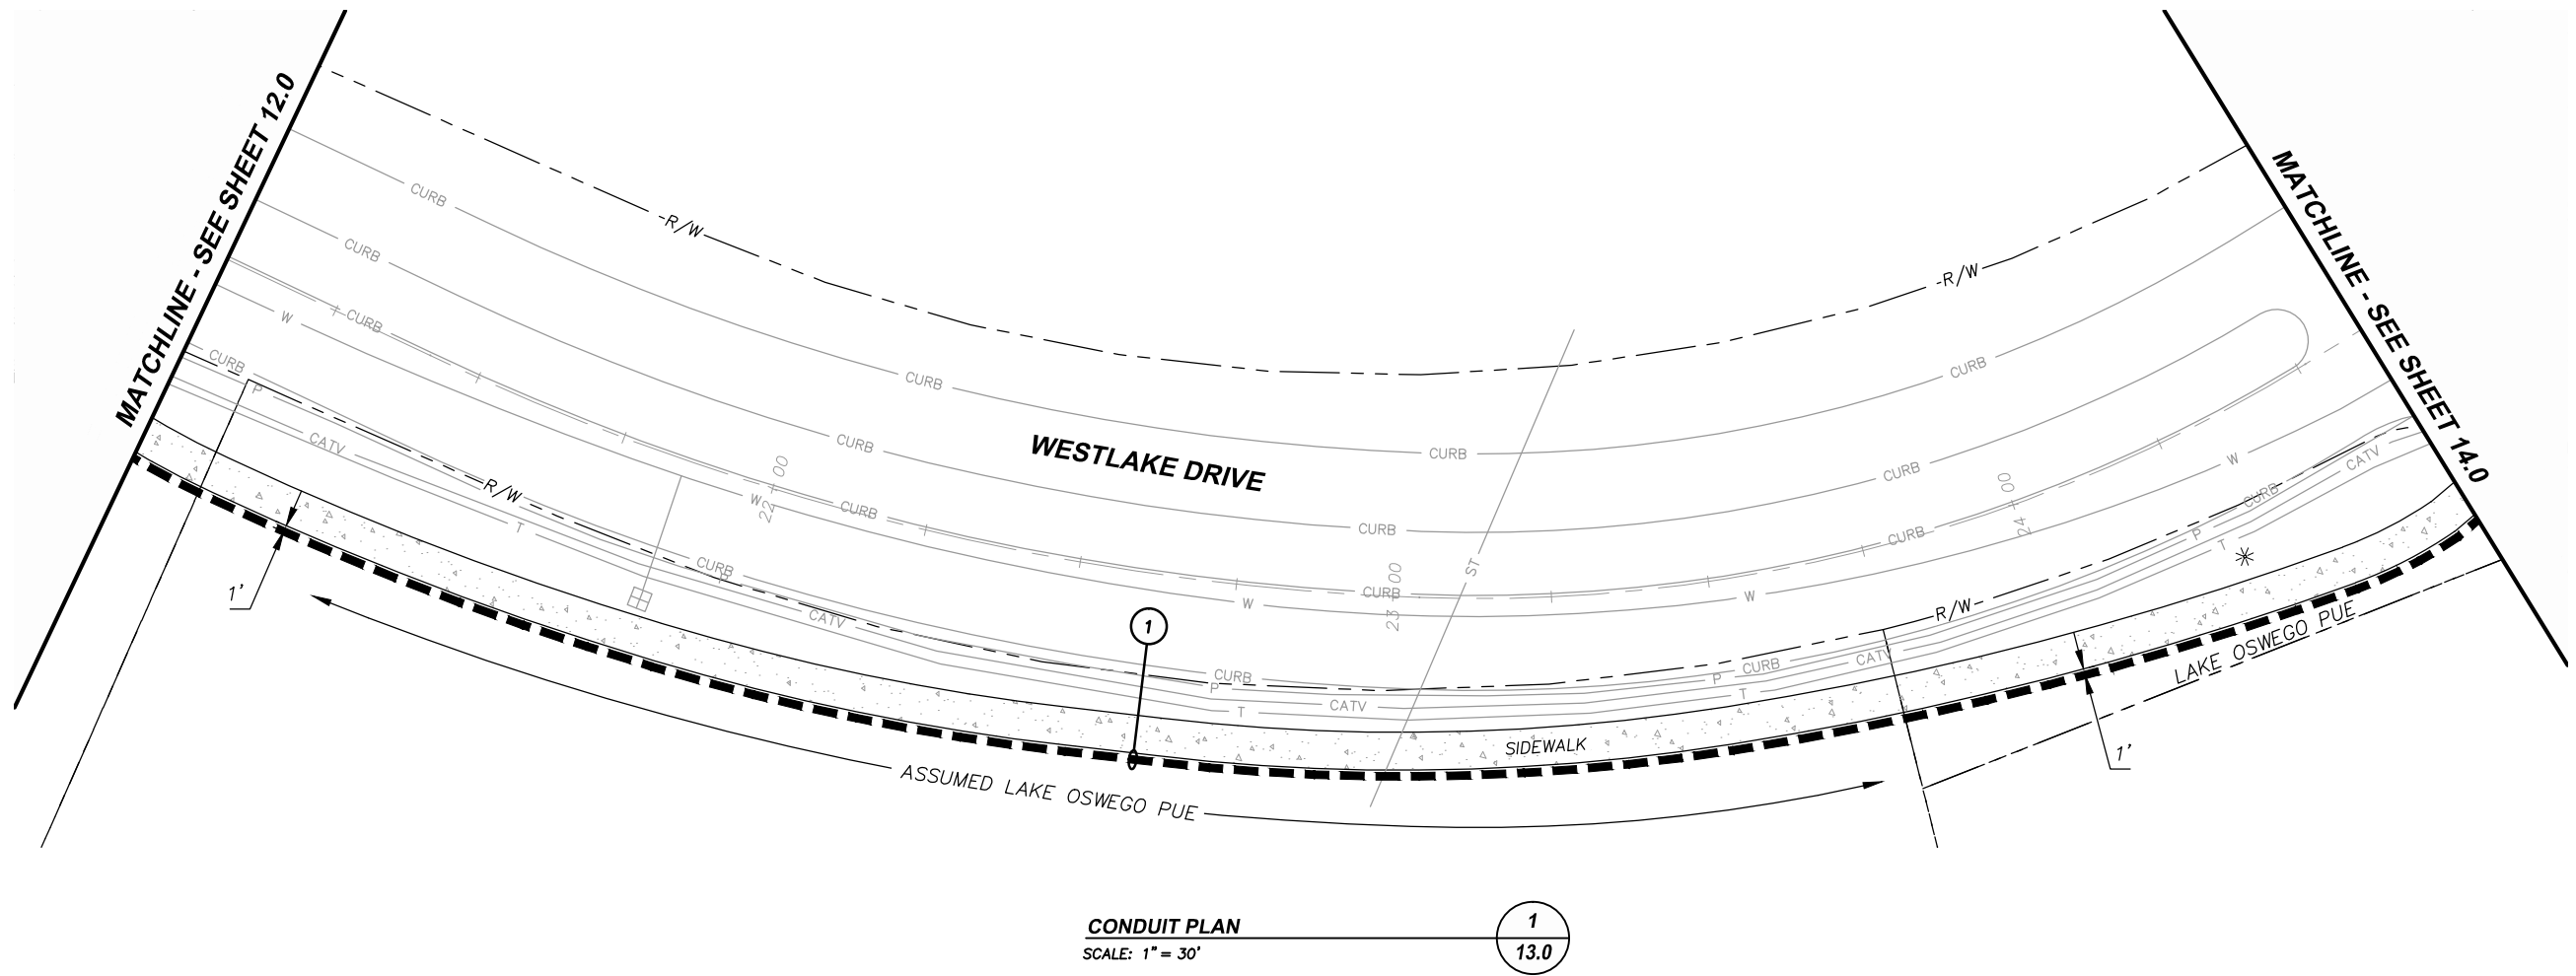 MATCHLINE - SEE SHEET 12.0
MATCHLINE - SEE SHEET 14.0
R/W
R/W
CURB
CURB
CURB
CURB
W
CURB
P
CATV
R/W
T
CURB
CURB
CURB
CURB
CURB
WESTLAKE DRIVE
CURB
CURB
ST
22 00
W
CURB
CURB
23 00
24 00
CURB
CURB
W
CURB
P
CATV
W
W
CURB
P
CATV
T
CURB
P
CATV
T
R/W
P
T
CURB
CATV
1'
1
SIDEWALK
ASSUMED LAKE OSWEGO PUE
LAKE OSWEGO PUE
1'
CONDUIT PLAN
SCALE: 1" = 30'
1
13.0